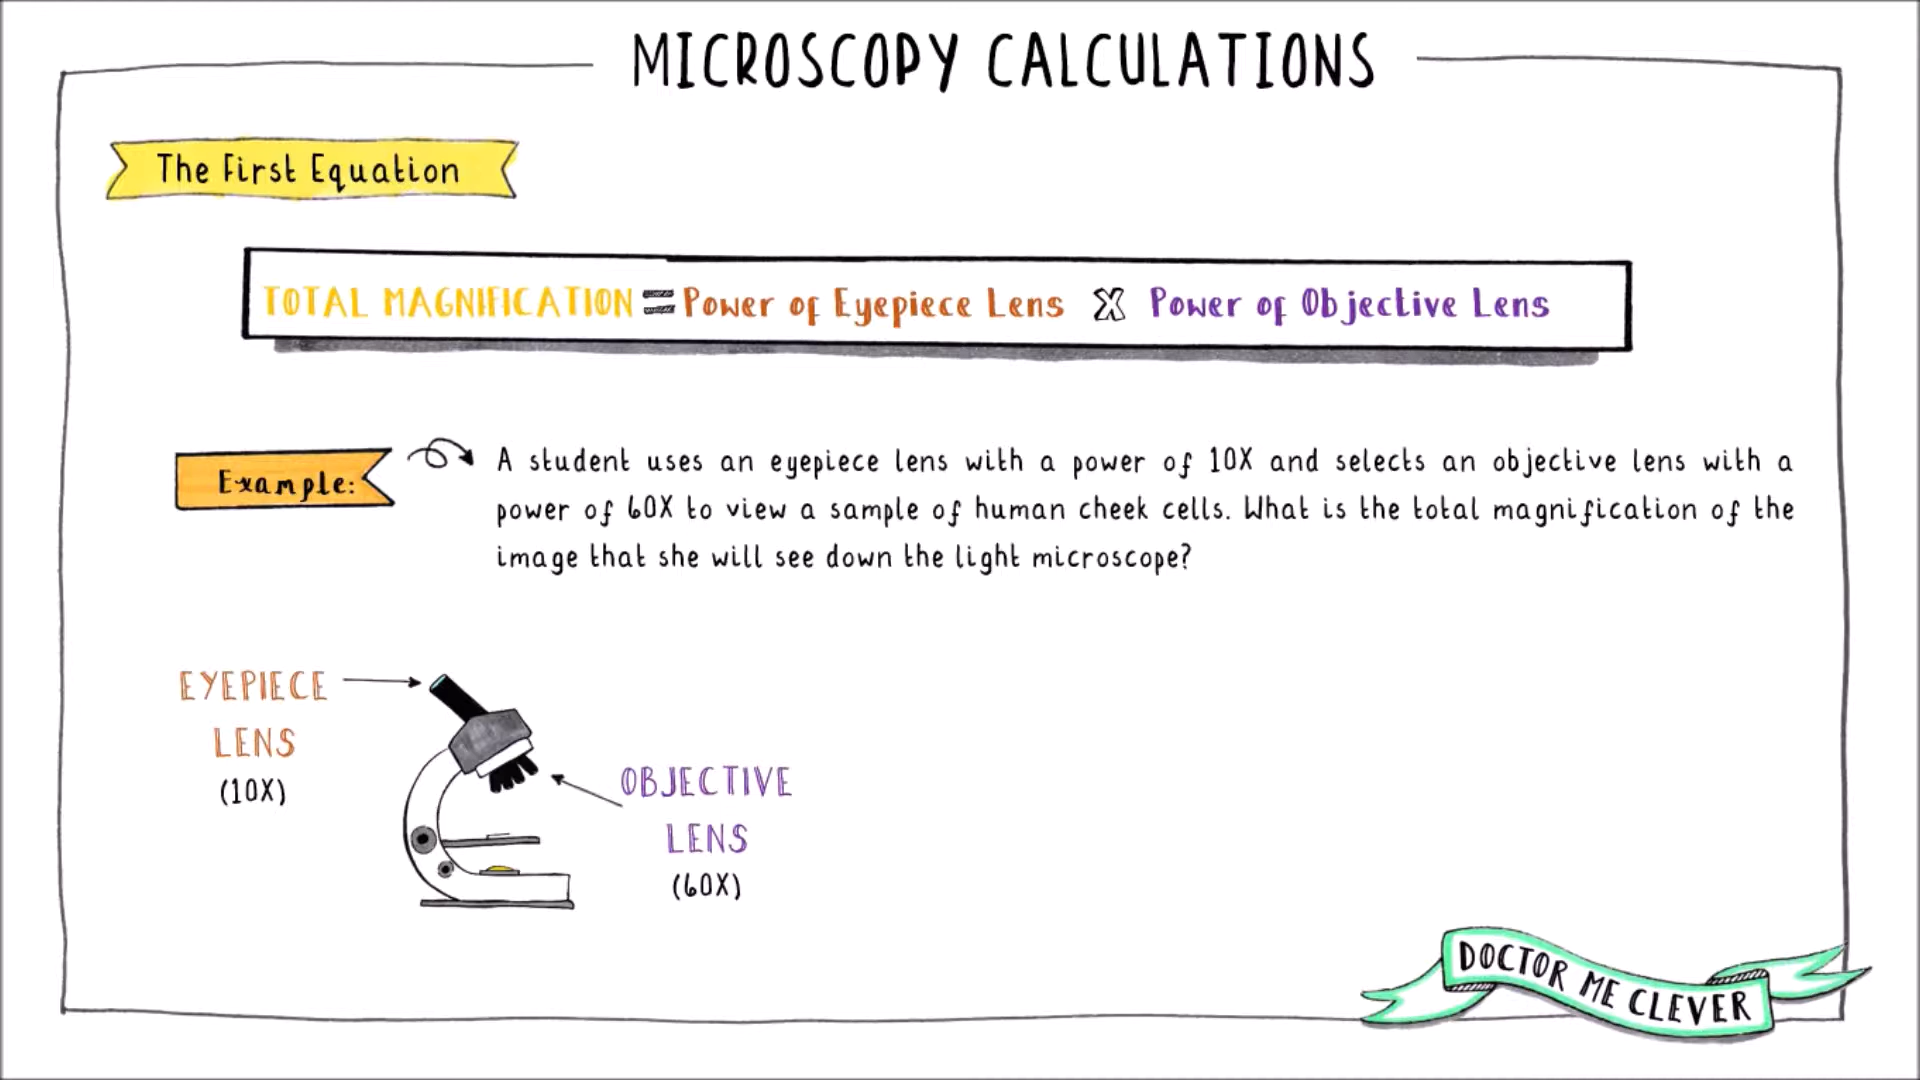 MICROSCOPY CALCULATIONS
The First Equation
TOTAL MAGNIFICATION = Power of Eyepiece Lens X Power of Objective Lens
Example:
A student uses an eyepiece lens with a power of 10X and selects an objective lens with a
power of 60X to view a sample of human cheek cells. What is the total magnification of the
image that she will see down the light microscope?
EYEPIECE
LENS
(10X)
OBJECTIVE
LENS
(60X)
DOCTOR ME CLEVER